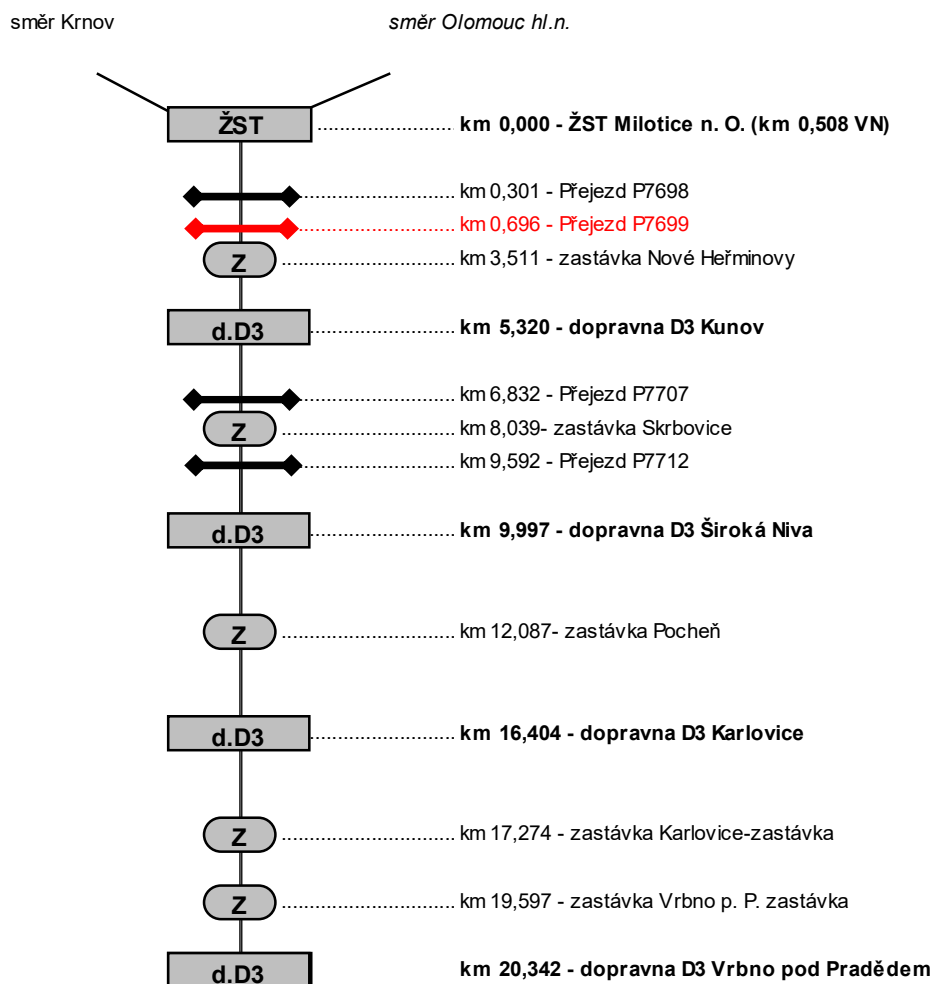 směr Krnov směr Olomouc hl.n.
ŽST km 0,000 - ŽST Milotice n. O. (km 0,508 VN)
km 0,301 - Přejezd P7698
km 0,696 - Přejezd P7699
Z km 3,511 - zastávka Nové Heřminovy
d.D3 km 5,320 - dopravna D3 Kunov
km 6,832 - Přejezd P7707
Z km 8,039- zastávka Skrbovice
km 9,592 - Přejezd P7712
d.D3 km 9,997 - dopravna D3 Široká Niva
Z km 12,087- zastávka Pocheň
d.D3 km 16,404 - dopravna D3 Karlovice
Z km 17,274 - zastávka Karlovice-zastávka
Z km 19,597 - zastávka Vrbno p. P. zastávka
d.D3 km 20,342 - dopravna D3 Vrbno pod Pradědem